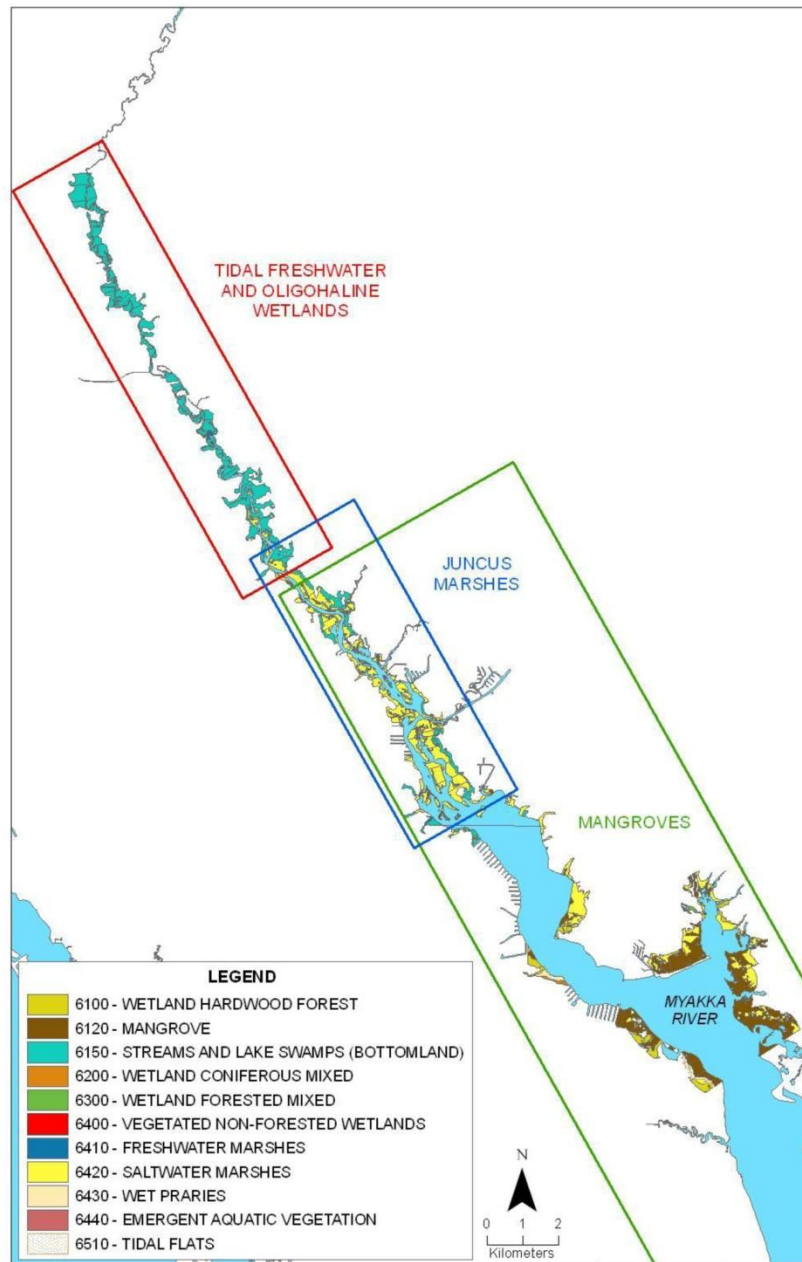 TIDAL FRESHWATER
AND OLIGOHALINE
WETLANDS
JUNCUS
MARSHES
MANGROVES
MYAKKA
RIVER
LEGEND
6100 - WETLAND HARDWOOD FOREST
6120 - MANGROVE
6150 - STREAMS AND LAKE SWAMPS (BOTTOMLAND)
6200 - WETLAND CONIFEROUS MIXED
6300 - WETLAND FORESTED MIXED
6400 - VEGETATED NON-FORESTED WETLANDS
6410 - FRESHWATER MARSHES
6420 - SALTWATER MARSHES
6430 - WET PRARIES
6440 - EMERGENT AQUATIC VEGETATION
6510 - TIDAL FLATS
N
0 1 2
Kilometers